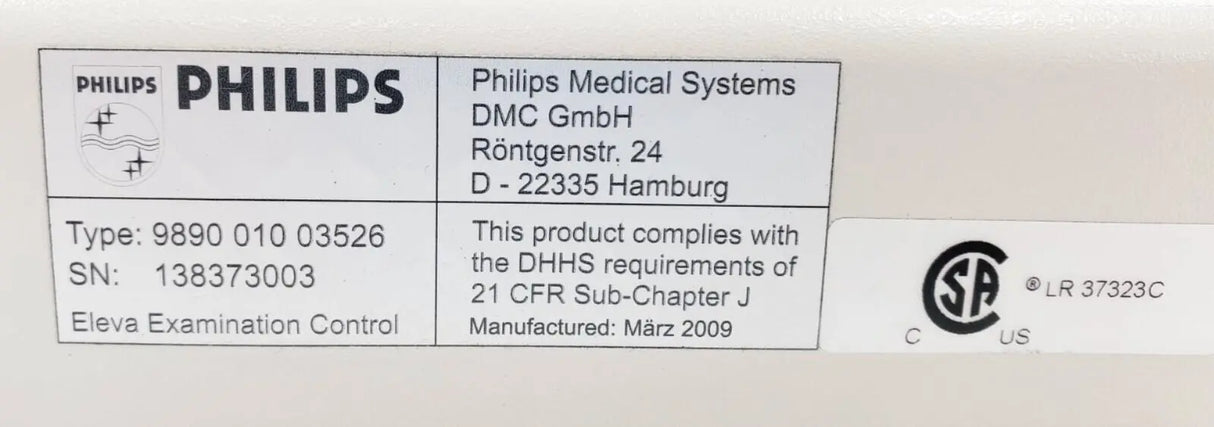 PHILIPS
PHILIPS
Philips Medical Systems
DMC GmbH
Röntgenstr. 24
D - 22335 Hamburg
Type: 9890 010 03526
SN: 138373003
Eleva Examination Control
This product complies with
the DHHS requirements of
21 CFR Sub-Chapter J
Manufactured: März 2009
CSA
® LR 37323C
C US